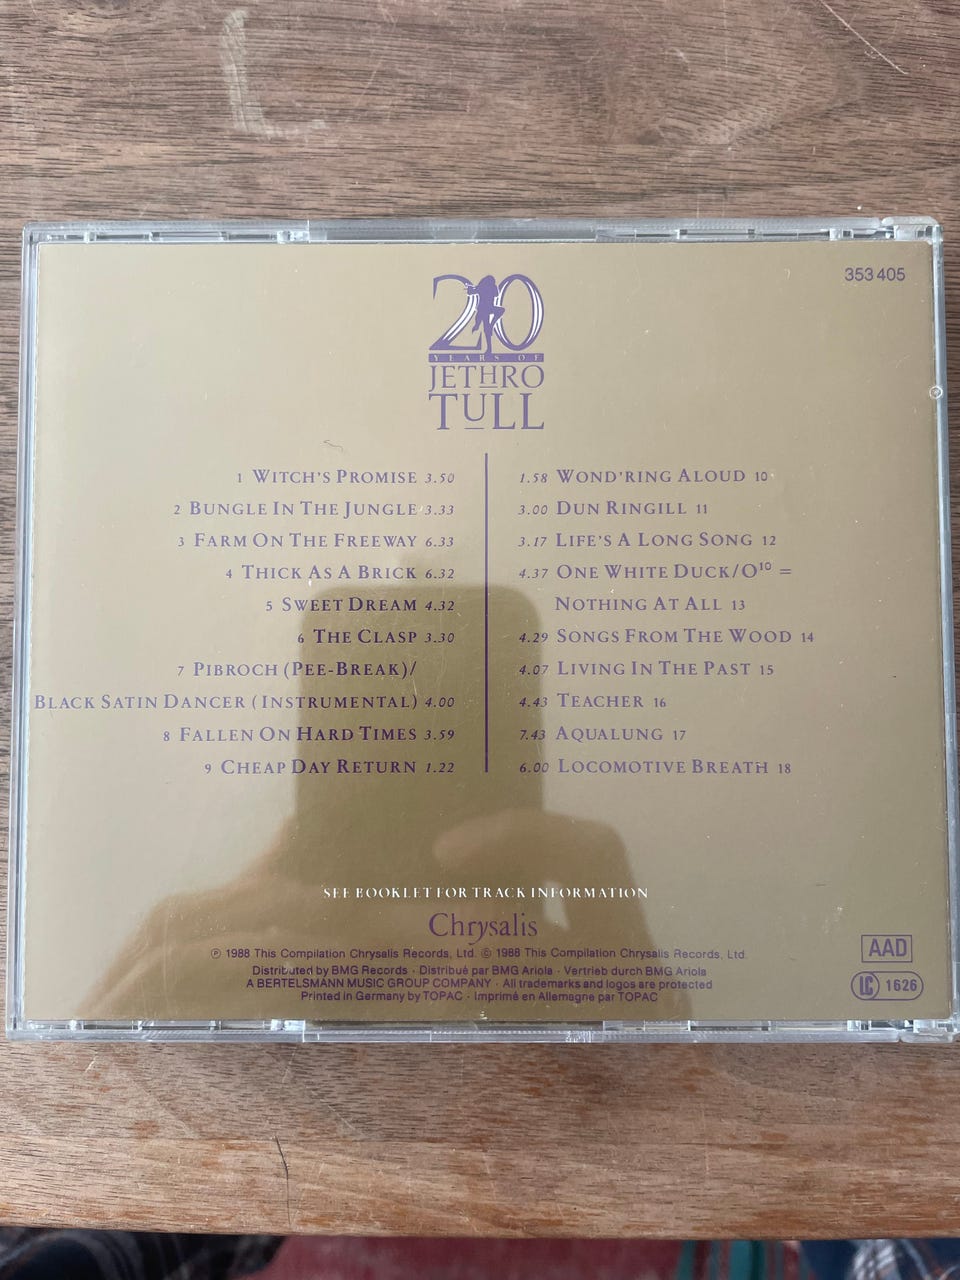 353 405
20
YEARS OF
JETHRO
TULL
1 WITCH'S PROMISE 3.50
2 BUNGLE IN THE JUNGLE 3.33
3 FARM ON THE FREEWAY 6.33
4 THICK AS A BRICK 6.32
5 SWEET DREAM 4.32
6 THE CLASP 3.30
7 PIBROCH (PEE-BREAK)/
BLACK SATIN DANCER (INSTRUMENTAL) 4.00
8 FALLEN ON HARD TIMES 3.59
9 CHEAP DAY RETURN 1.22
1.58 WOND'RING ALOUD 10
3.00 DUN RINGILL 11
3.17 LIFE'S A LONG SONG 12
4.37 ONE WHITE DUCK/O¹⁰ =
NOTHING AT ALL 13
4.29 SONGS FROM THE WOOD 14
4.07 LIVING IN THE PAST 15
4.43 TEACHER 16
7.43 AQUALUNG 17
6.00 LOCOMOTIVE BREATH 18
SEE BOOKLET FOR TRACK INFORMATION
Chrysalis
℗ 1988 This Compilation Chrysalis Records, Ltd. © 1988 This Compilation Chrysalis Records, Ltd.
Distributed by BMG Records · Distribué par BMG Ariola · Vertrieb durch BMG Ariola
A BERTELSMANN MUSIC GROUP COMPANY · All trademarks and logos are protected
Printed in Germany by TOPAC · Imprimé en Allemagne par TOPAC
AAD
LC 1626